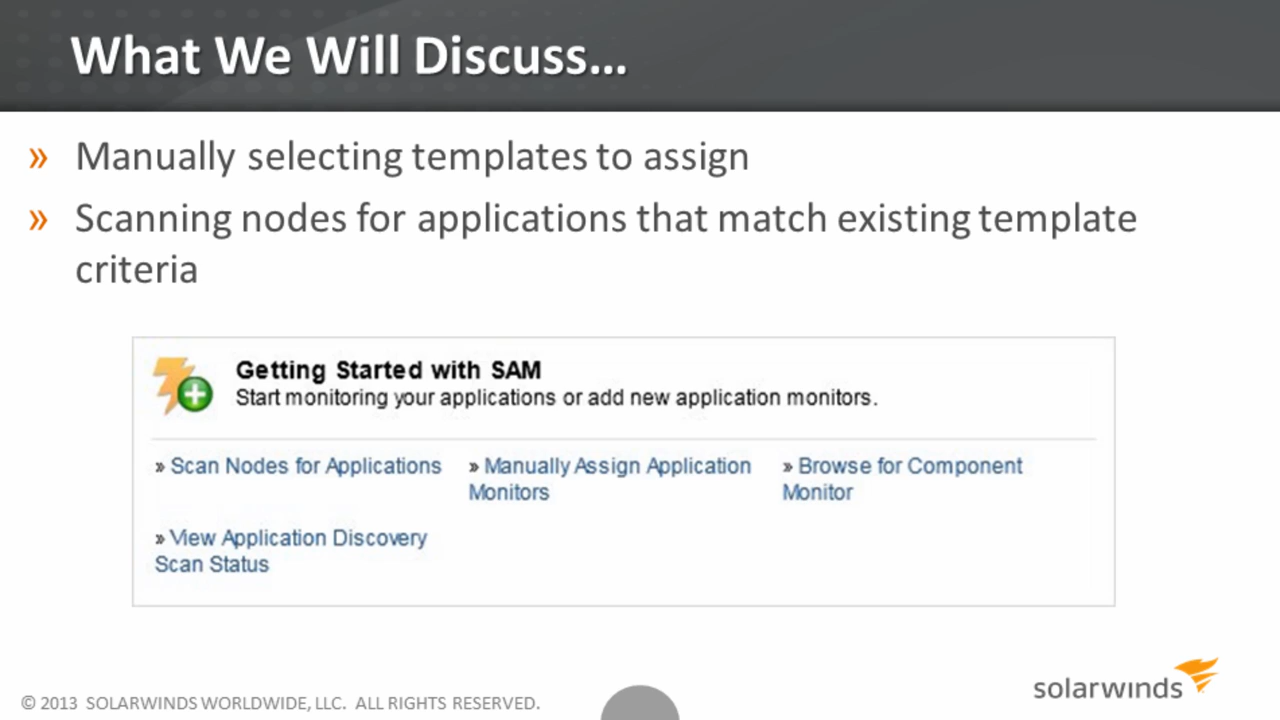 What We Will Discuss...
» Manually selecting templates to assign
» Scanning nodes for applications that match existing template
criteria
Getting Started with SAM
Start monitoring your applications or add new application monitors.
» Scan Nodes for Applications
» Manually Assign Application
Monitors
» Browse for Component
Monitor
» View Application Discovery
Scan Status
© 2013 SOLARWINDS WORLDWIDE, LLC. ALL RIGHTS RESERVED.
solarwinds